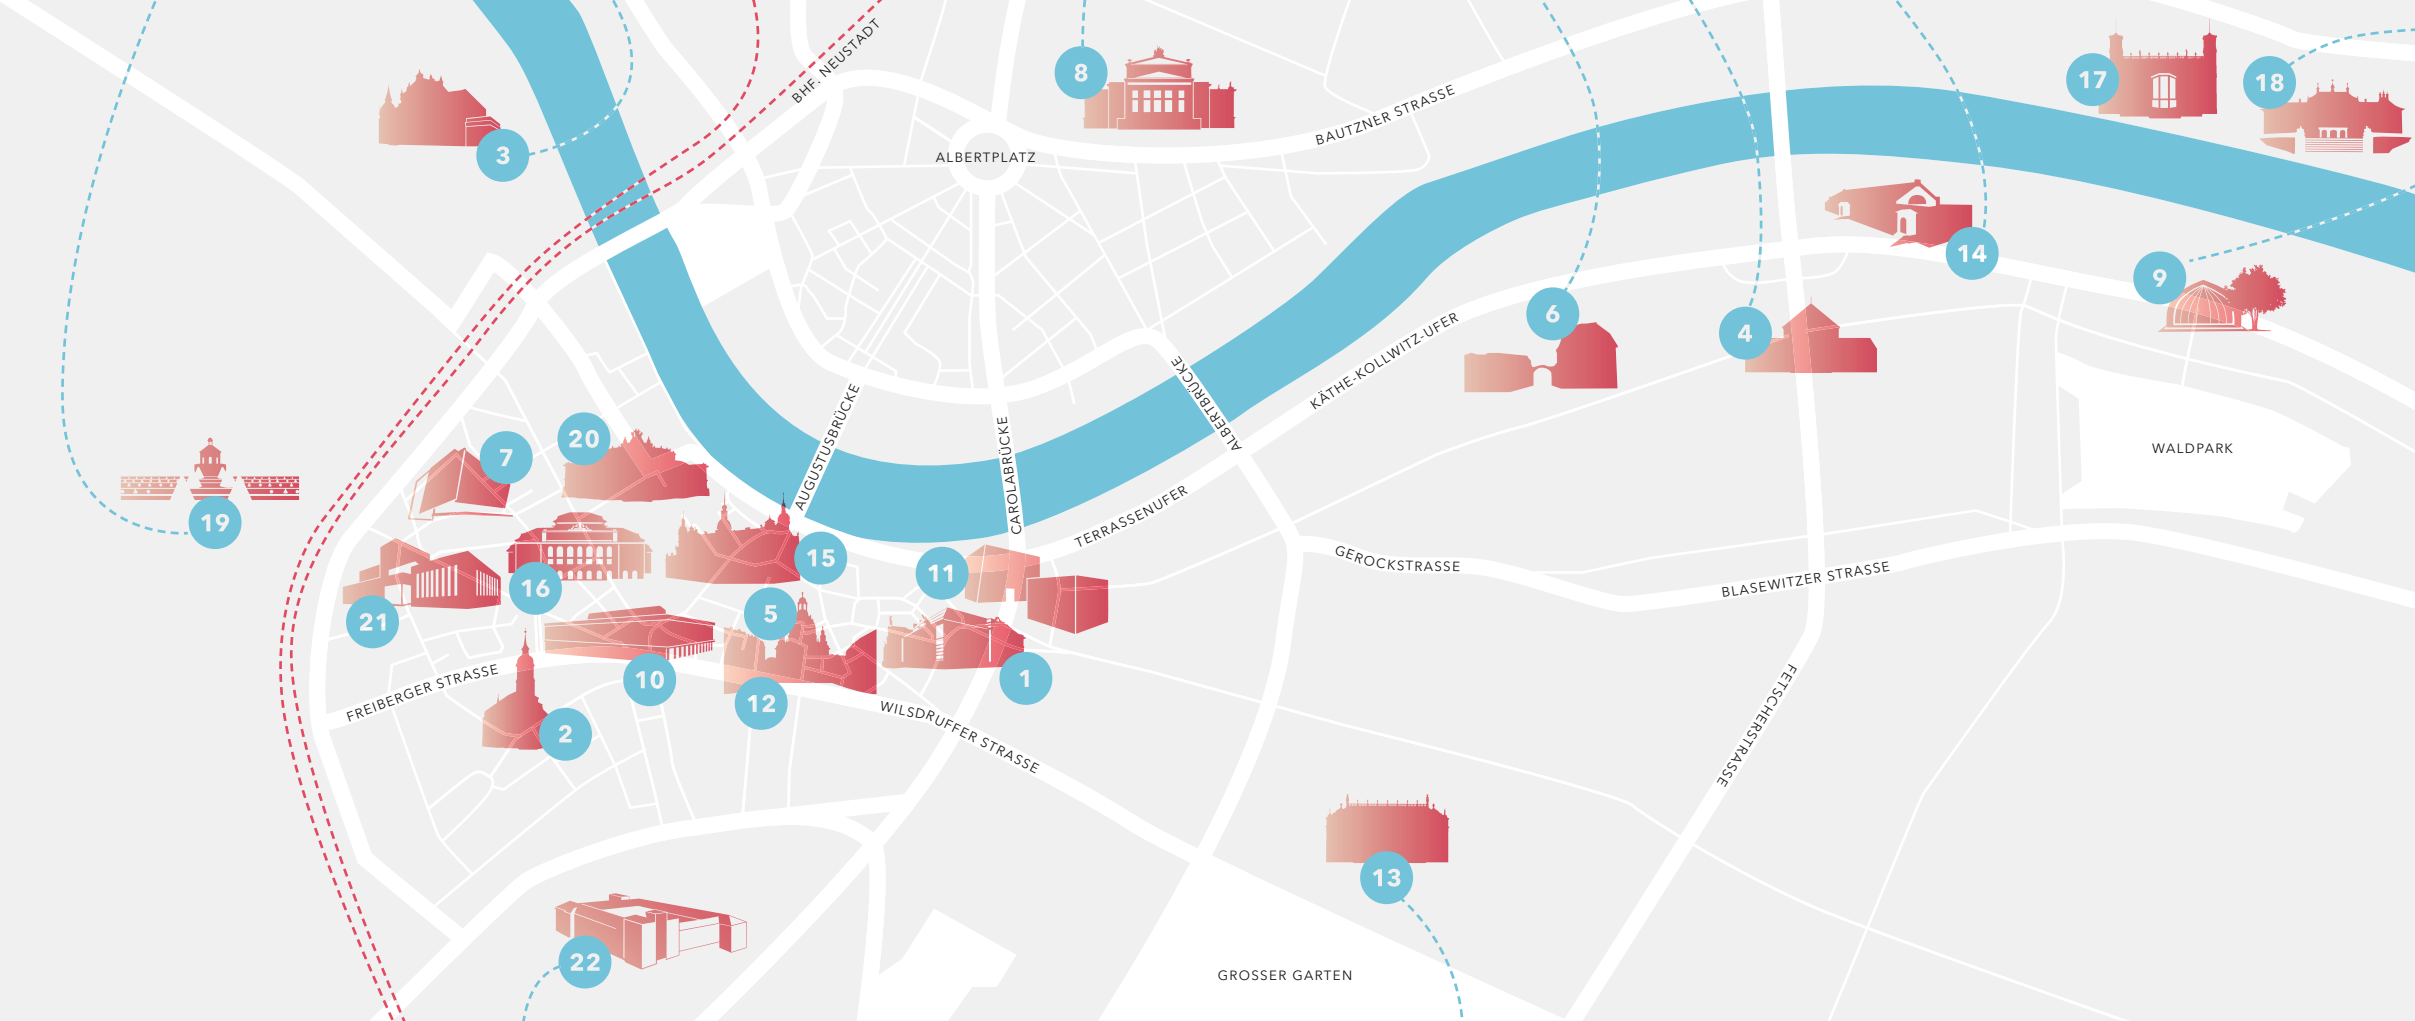 BHF. NEUSTADT
8
17
18
BAUTZNER STRASSE
3
ALBERTPLATZ
14
9
6
4
KÄTHE-KOLLWITZ-UFER
ALBERTBRÜCKE
AUGUSTUSBRÜCKE
CAROLABRÜCKE
20
7
WALDPARK
19
TERRASSENUFER
15
11
GEROCKSTRASSE
BLASEWITZER STRASSE
16
21
5
10
12
1
FREIBERGER STRASSE
2
WILSDRUFFER STRASSE
FETSCHERSTRASSE
13
22
GROSSER GARTEN